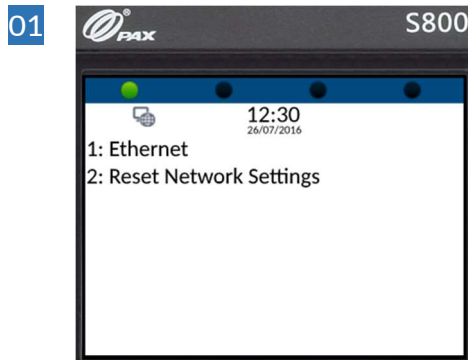 01
PAX
S800
12:30
26/07/2016
1: Ethernet
2: Reset Network Settings